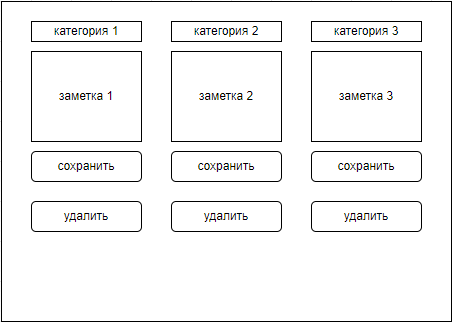 категория 1
категория 2
категория 3
заметка 1
заметка 2
заметка 3
сохранить
сохранить
сохранить
удалить
удалить
удалить